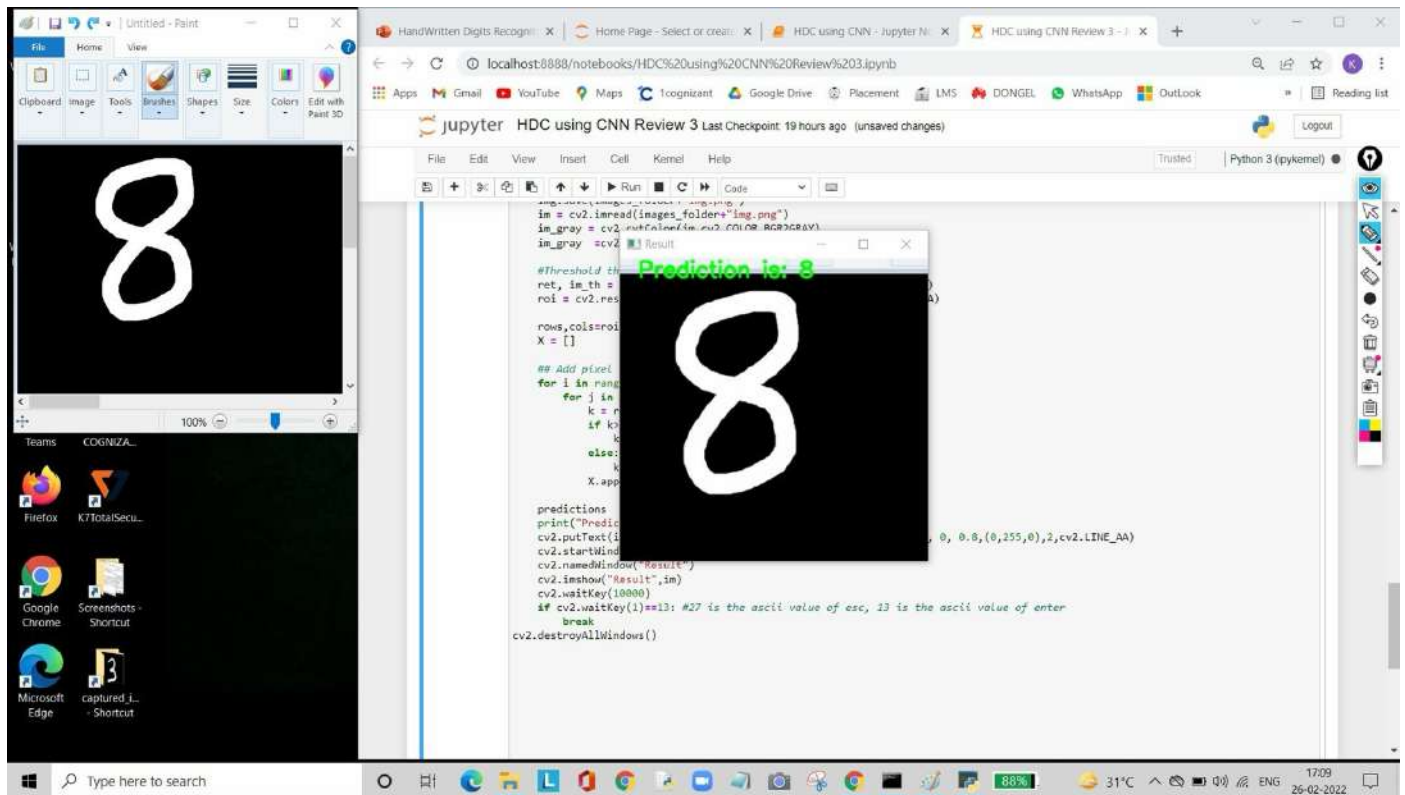 Untitled - Paint
File Home View
Clipboard Image Tools Brushes Shapes Size Colors Edit with Paint 3D
8
100%
Teams COGNIZA...
Firefox K7TotalSecu...
Google Chrome Screenshots - Shortcut
Microsoft Edge captured_i... - Shortcut
HandWritten Digits Recogni
Home Page - Select or creat
HDC using CNN - Jupyter N
HDC using CNN Review 3 - J
localhost:8888/notebooks/HDC%20using%20CNN%20Review%203.ipynb
K
Apps Gmail YouTube Maps 1cognizant Google Drive Placement LMS DONGEL WhatsApp OutLook » Reading list
jupyter HDC using CNN Review 3 Last Checkpoint: 19 hours ago (unsaved changes)
Logout
File Edit View Insert Cell Kernel Help
Trusted Python 3 (ipykernel)
Run Code
im = cv2.imread(images_folder+"img.png")
im_gray = cv2.cvtColor(im,cv2.COLOR_BGR2GRAY)
im_gray =cv2
#Threshold th
ret, im_th = )
roi = cv2.res A)
rows,cols=roi
X = []
## Add pixel
for i in rang
for j in
k = r
if k>
k
else:
k
X.app
predictions
print("Predic
cv2.putText(i , 0, 0.8,(0,255,0),2,cv2.LINE_AA)
cv2.startWind
cv2.namedWindow("Result")
cv2.imshow("Result",im)
cv2.waitKey(10000)
if cv2.waitKey(1)==13: #27 is the ascii value of esc, 13 is the ascii value of enter
break
cv2.destroyAllWindows()
Result
Prediction is: 8
8
Type here to search
88%
31°C
ENG
17:09
26-02-2022